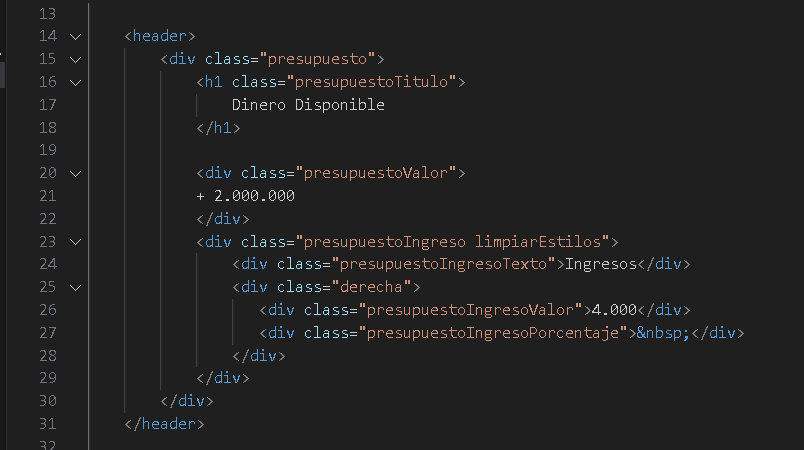 13
14 <header>
15 <div class="presupuesto">
16 <h1 class="presupuestoTitulo">
17 Dinero Disponible
18 </h1>
19
20 <div class="presupuestoValor">
21 + 2.000.000
22 </div>
23 <div class="presupuestoIngreso limpiarEstilos">
24 <div class="presupuestoIngresoTexto">Ingresos</div>
25 <div class="derecha">
26 <div class="presupuestoIngresoValor">4.000</div>
27 <div class="presupuestoIngresoPorcentaje">&nbsp;</div>
28 </div>
29 </div>
30 </div>
31 </header>
32